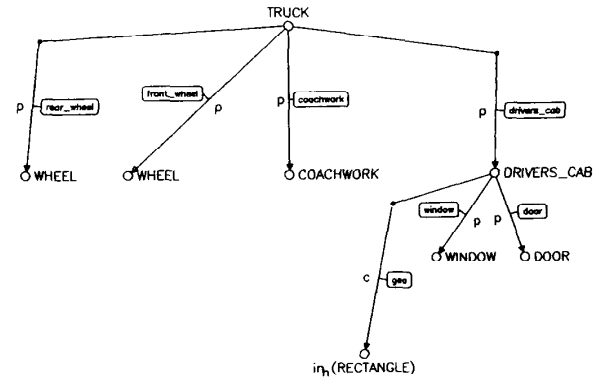 TRUCK
front_wheel
p rear_wheel
p
p coachwork
p drivers_cab
WHEEL
WHEEL
COACHWORK
DRIVERS_CAB
window
p
p door
WINDOW
DOOR
c geo
inh(RECTANGLE)